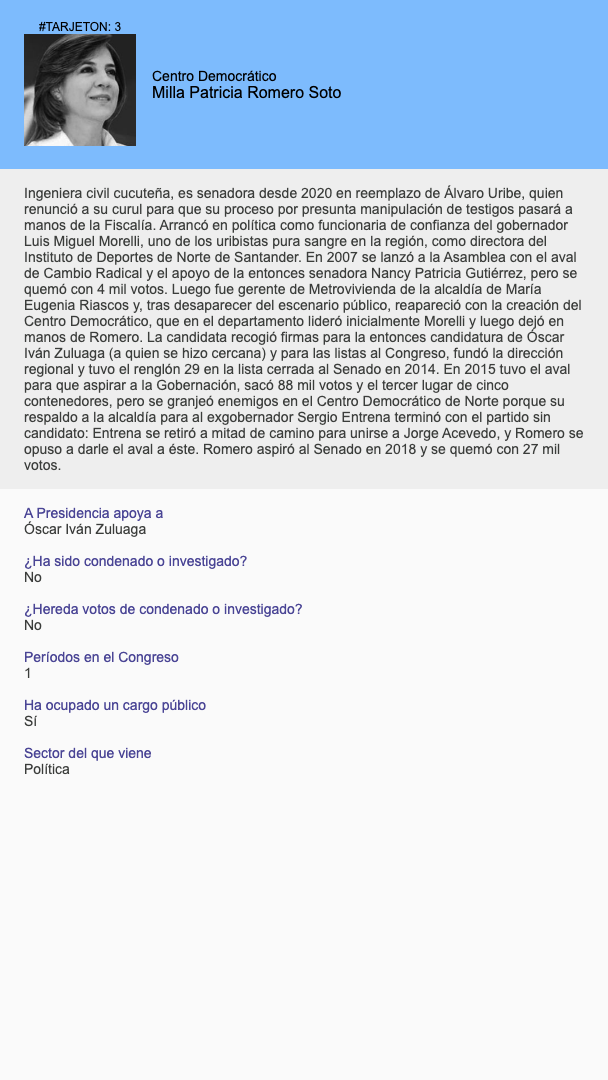 #TARJETON: 3
Centro Democrático
Milla Patricia Romero Soto
Ingeniera civil cucuteña, es senadora desde 2020 en reemplazo de Álvaro Uribe, quien
renunció a su curul para que su proceso por presunta manipulación de testigos pasará a
manos de la Fiscalía. Arrancó en política como funcionaria de confianza del gobernador
Luis Miguel Morelli, uno de los uribistas pura sangre en la región, como directora del
Instituto de Deportes de Norte de Santander. En 2007 se lanzó a la Asamblea con el aval
de Cambio Radical y el apoyo de la entonces senadora Nancy Patricia Gutiérrez, pero se
quemó con 4 mil votos. Luego fue gerente de Metrovivienda de la alcaldía de María
Eugenia Riascos y, tras desaparecer del escenario público, reapareció con la creación del
Centro Democrático, que en el departamento lideró inicialmente Morelli y luego dejó en
manos de Romero. La candidata recogió firmas para la entonces candidatura de Óscar
Iván Zuluaga (a quien se hizo cercana) y para las listas al Congreso, fundó la dirección
regional y tuvo el renglón 29 en la lista cerrada al Senado en 2014. En 2015 tuvo el aval
para que aspirar a la Gobernación, sacó 88 mil votos y el tercer lugar de cinco
contenedores, pero se granjeó enemigos en el Centro Democrático de Norte porque su
respaldo a la alcaldía para al exgobernador Sergio Entrena terminó con el partido sin
candidato: Entrena se retiró a mitad de camino para unirse a Jorge Acevedo, y Romero se
opuso a darle el aval a éste. Romero aspiró al Senado en 2018 y se quemó con 27 mil
votos.
A Presidencia apoya a
Óscar Iván Zuluaga
¿Ha sido condenado o investigado?
No
¿Hereda votos de condenado o investigado?
No
Períodos en el Congreso
1
Ha ocupado un cargo público
Sí
Sector del que viene
Política